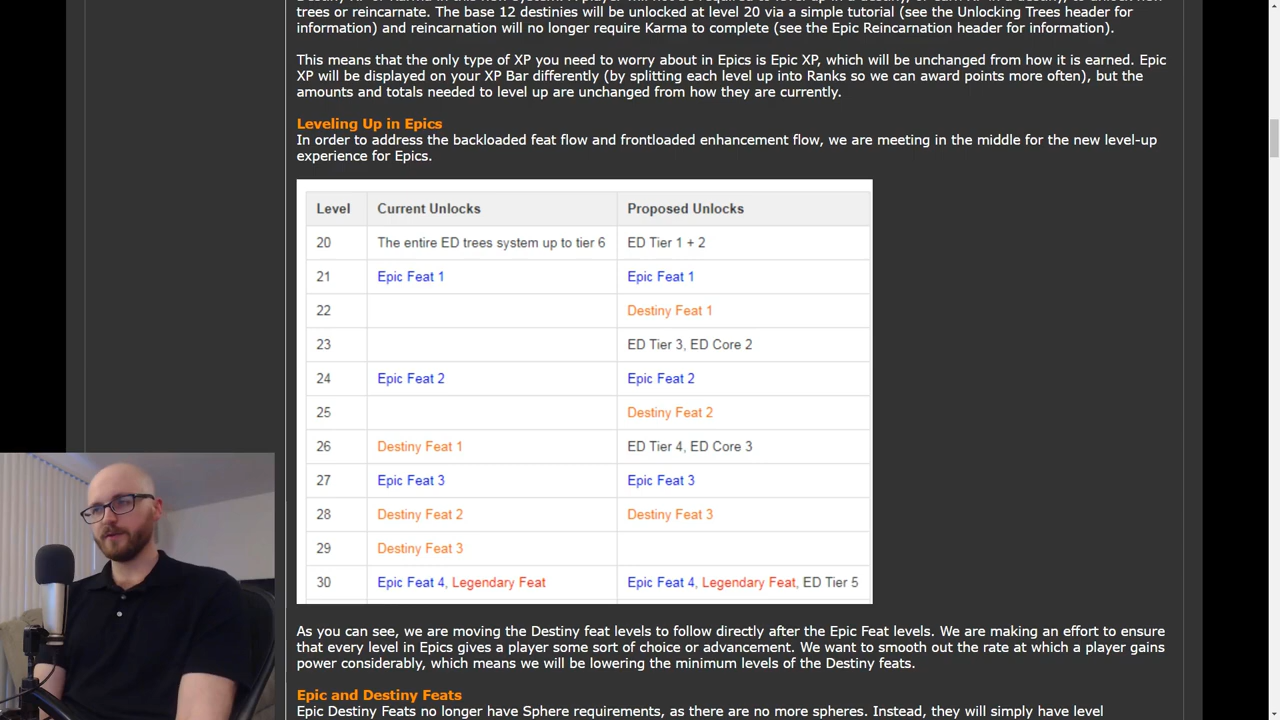 trees or reincarnate. The base 12 destinies will be unlocked at level 20 via a simple tutorial (see the Unlocking Trees header for
information) and reincarnation will no longer require Karma to complete (see the Epic Reincarnation header for information).
This means that the only type of XP you need to worry about in Epics is Epic XP, which will be unchanged from how it is earned. Epic
XP will be displayed on your XP Bar differently (by splitting each level up into Ranks so we can award points more often), but the
amounts and totals needed to level up are unchanged from how they are currently.
Leveling Up in Epics
In order to address the backloaded feat flow and frontloaded enhancement flow, we are meeting in the middle for the new level-up
experience for Epics.
Level Current Unlocks Proposed Unlocks
20 The entire ED trees system up to tier 6 ED Tier 1 + 2
21 Epic Feat 1 Epic Feat 1
22 Destiny Feat 1
23 ED Tier 3, ED Core 2
24 Epic Feat 2 Epic Feat 2
25 Destiny Feat 2
26 Destiny Feat 1 ED Tier 4, ED Core 3
27 Epic Feat 3 Epic Feat 3
28 Destiny Feat 2 Destiny Feat 3
29 Destiny Feat 3
30 Epic Feat 4, Legendary Feat Epic Feat 4, Legendary Feat, ED Tier 5
As you can see, we are moving the Destiny feat levels to follow directly after the Epic Feat levels. We are making an effort to ensure
that every level in Epics gives a player some sort of choice or advancement. We want to smooth out the rate at which a player gains
power considerably, which means we will be lowering the minimum levels of the Destiny feats.
Epic and Destiny Feats
Epic Destiny Feats no longer have Sphere requirements, as there are no more spheres. Instead, they will simply have level